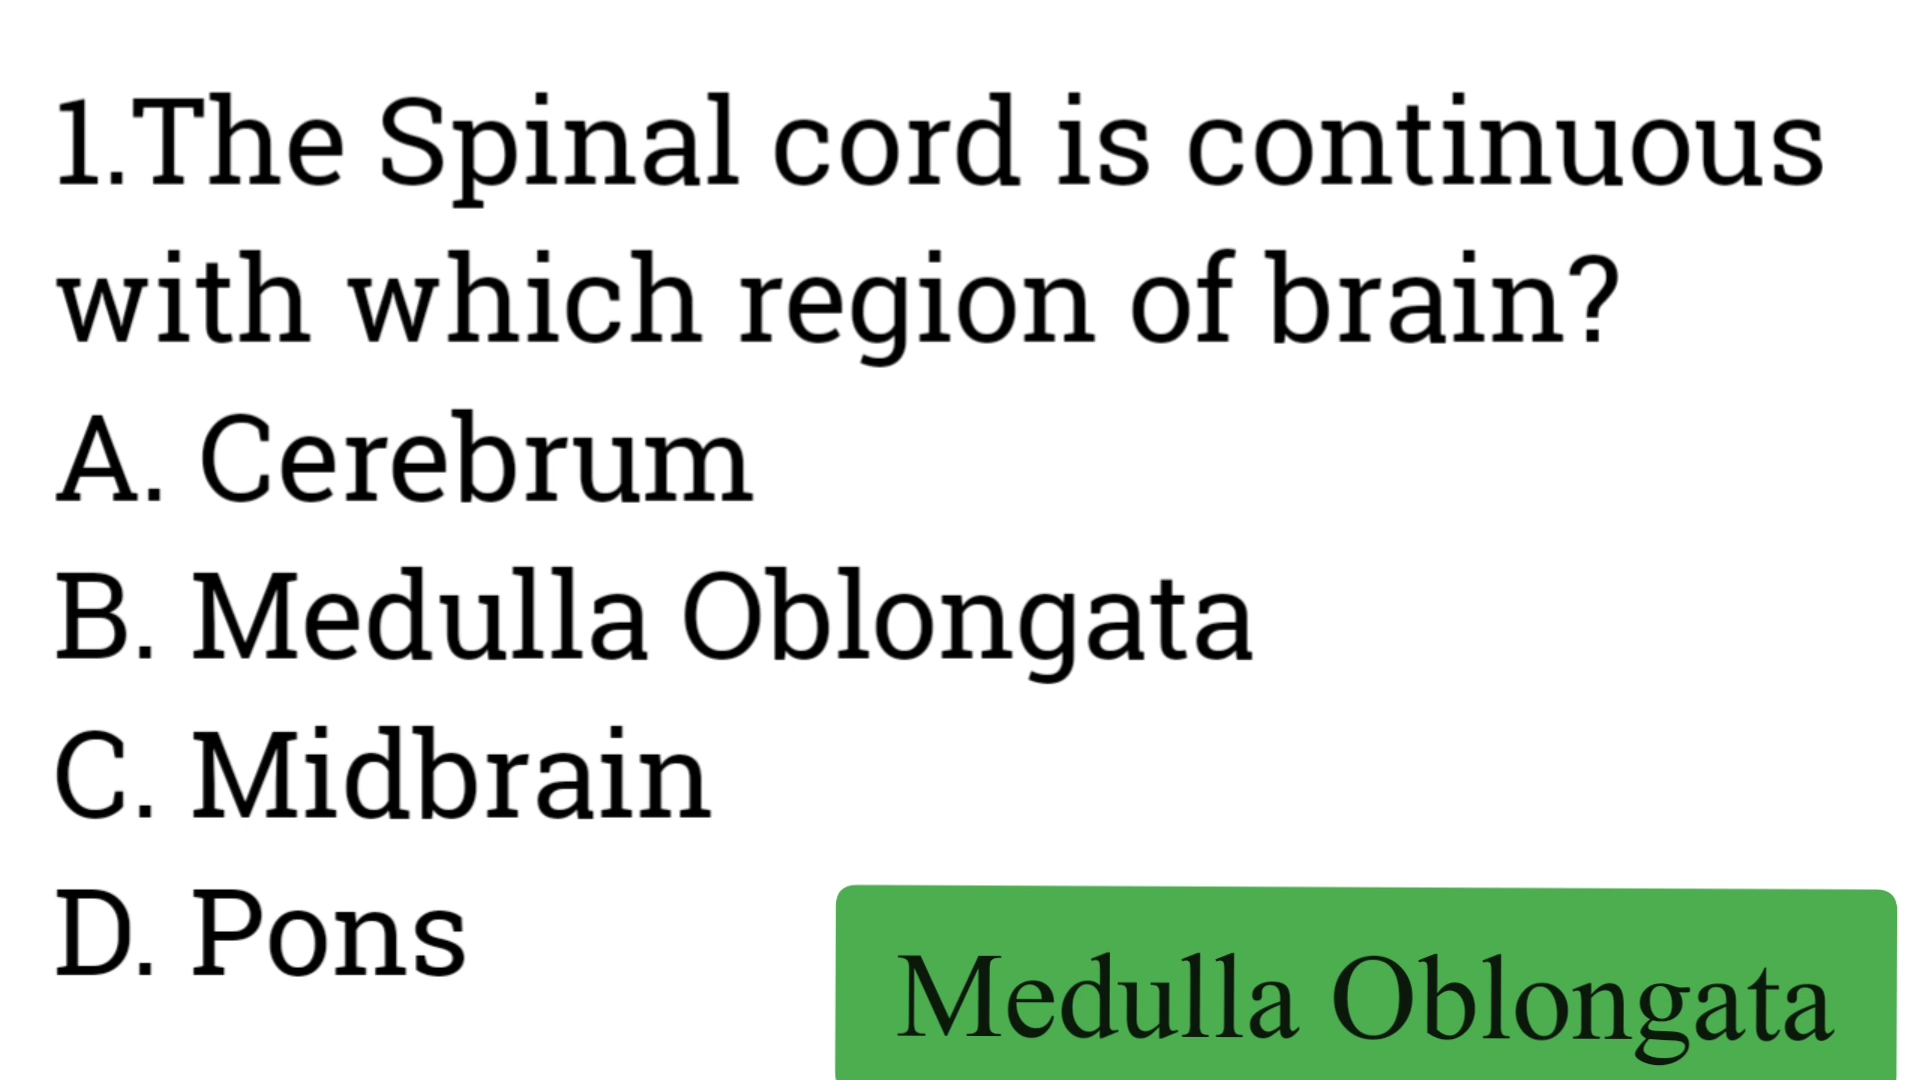 1.The Spinal cord is continuous
with which region of brain?
A. Cerebrum
B. Medulla Oblongata
C. Midbrain
D. Pons
Medulla Oblongata